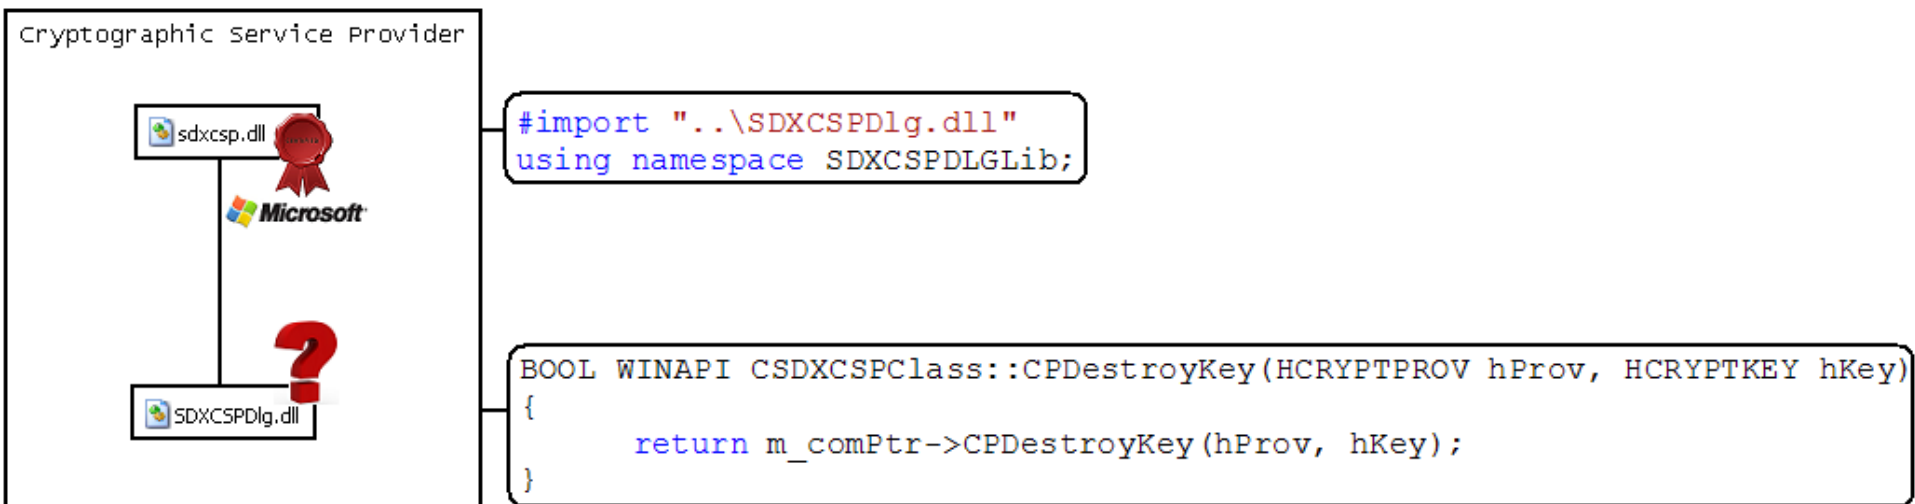 Cryptographic Service Provider
sdxcsp.dll
Microsoft
#import "..\SDXCSPDlg.dll"
using namespace SDXCSPDLGLib;
?
SDXCSPDlg.dll
BOOL WINAPI CSDXCSPClass::CPDestroyKey(HCRYPTPROV hProv, HCRYPTKEY hKey)
{
return m_comPtr->CPDestroyKey(hProv, hKey);
}